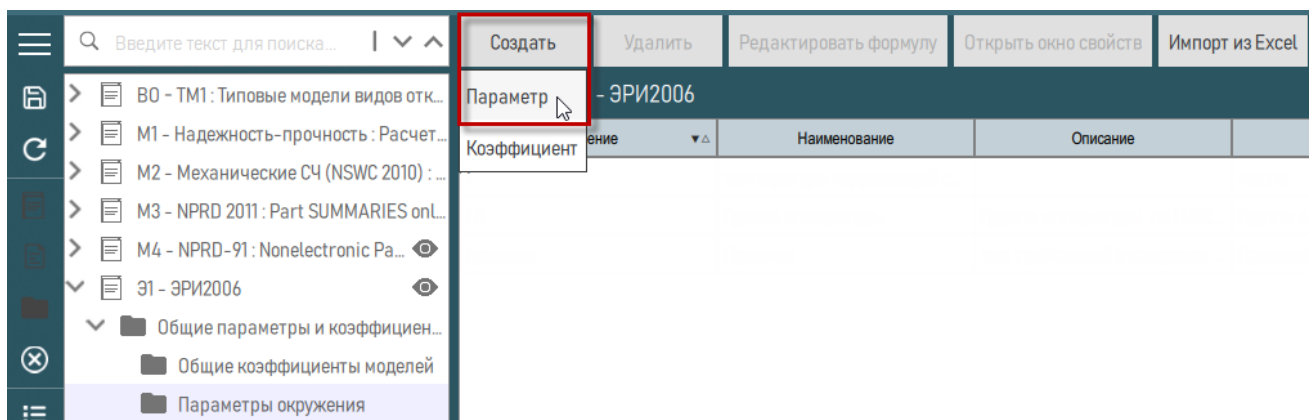 Введите текст для поиска...
Создать
Удалить
Редактировать формулу
Открыть окно свойств
Импорт из Excel
ВО - ТМ1 : Типовые модели видов отк...
Параметр
- ЭРИ2006
М1 - Надежность-прочность : Расчет...
Коэффициент
ение
Наименование
Описание
М2 - Механические СЧ (NSWC 2010) : ...
М3 - NPRD 2011 : Part SUMMARIES onl...
М4 - NPRD-91 : Nonelectronic Pa...
Э1 - ЭРИ2006
Общие параметры и коэффициен...
Общие коэффициенты моделей
Параметры окружения